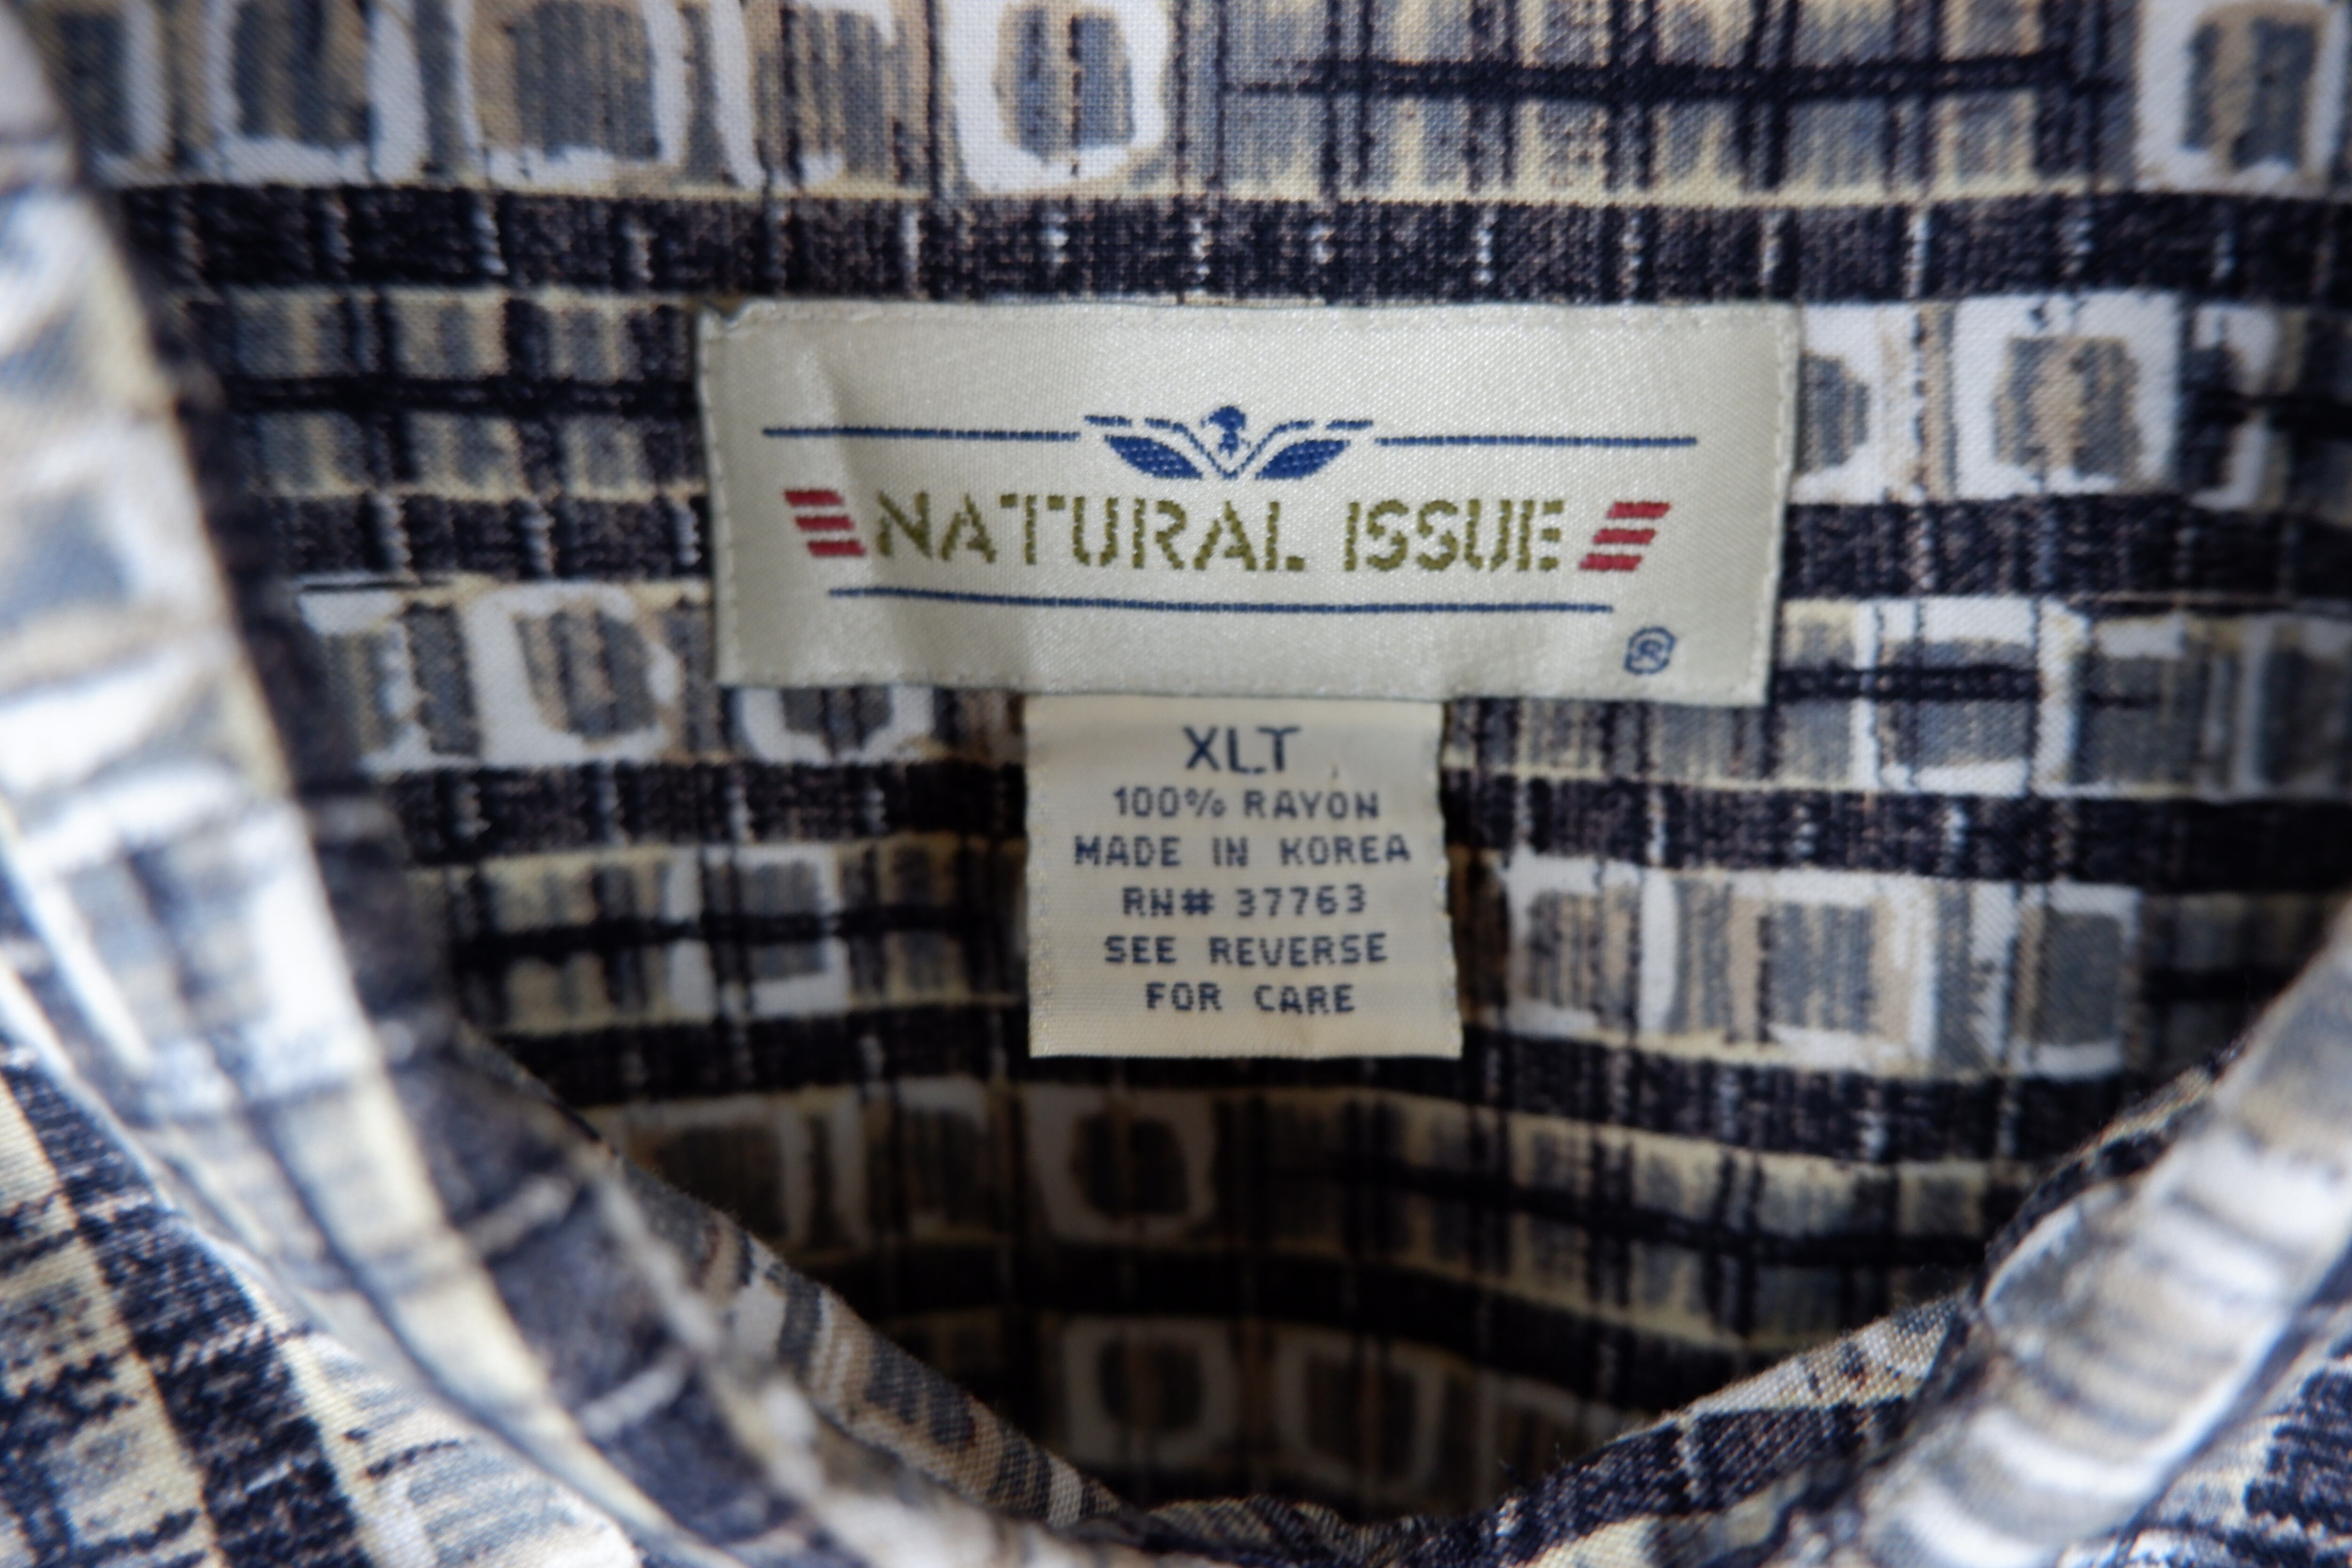 NATURAL ISSUE
®
XLT
100% RAYON
MADE IN KOREA
RN# 37763
SEE REVERSE
FOR CARE